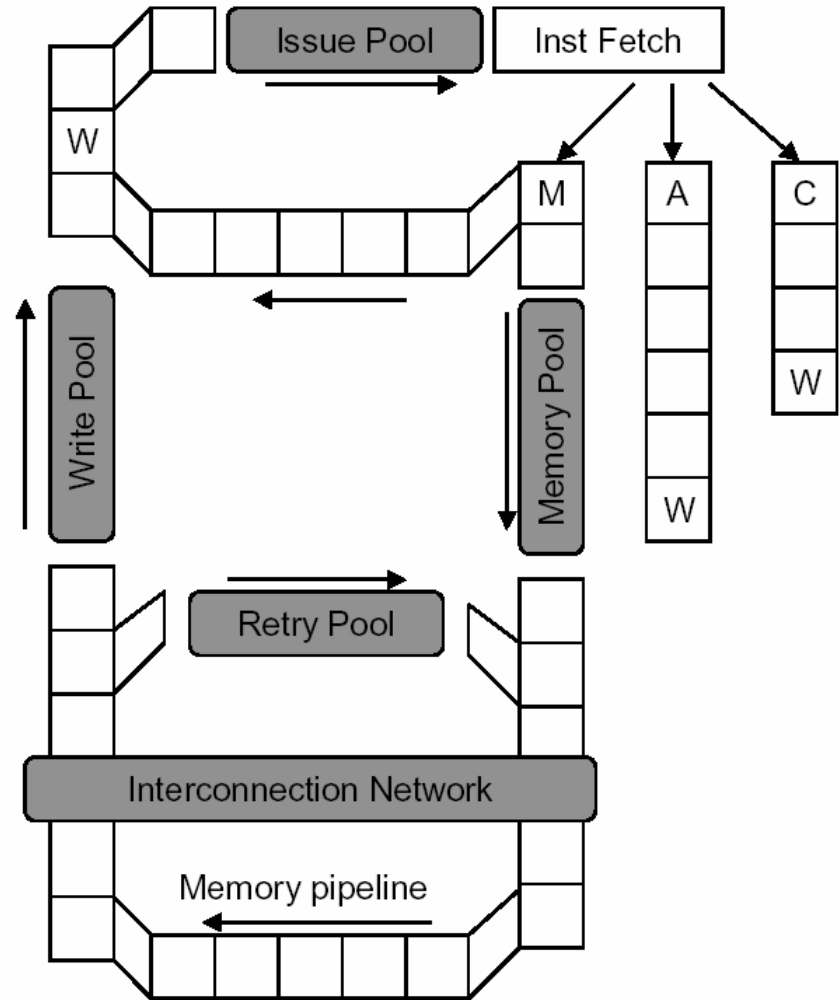 Issue Pool
Inst Fetch
W
M
A
C
W
Write Pool
Memory Pool
W
Retry Pool
Interconnection Network
Memory pipeline